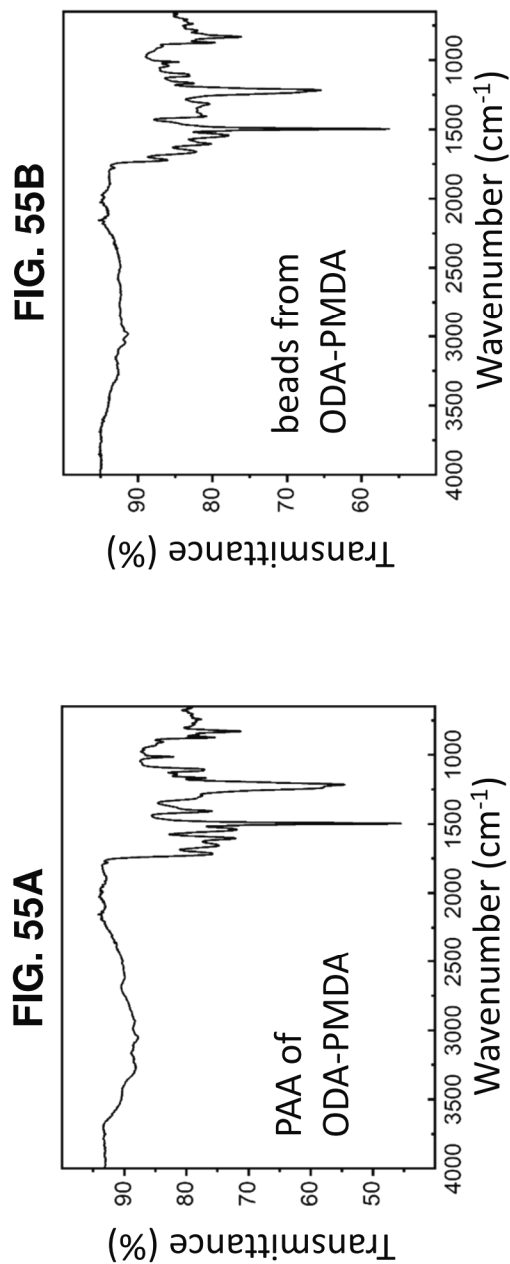 FIG. 55A
Transmittance (%)
90
80
70
60
50
PAA of
ODA-PMDA
4000 3500 3000 2500 2000 1500 1000
Wavenumber (cm⁻¹)
FIG. 55B
Transmittance (%)
90
80
70
60
beads from
ODA-PMDA
4000 3500 3000 2500 2000 1500 1000
Wavenumber (cm⁻¹)